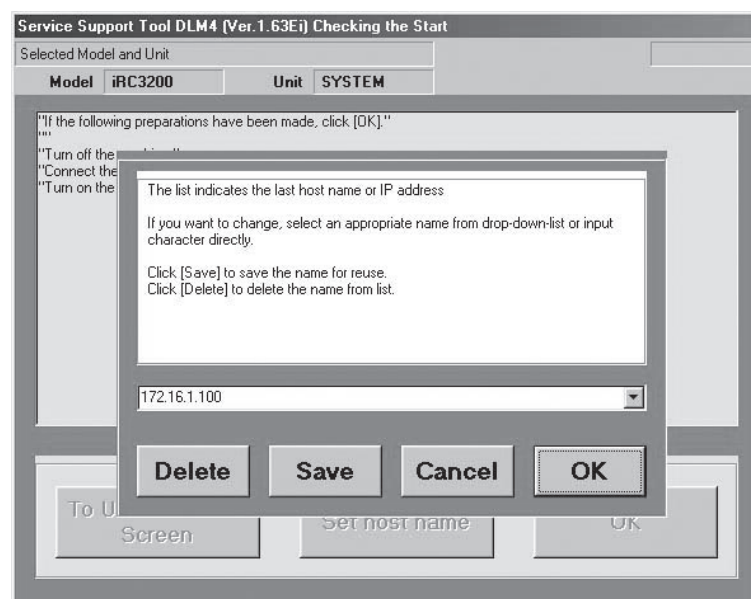 Service Support Tool DLM4 (Ver.1.63Ei) Checking the Start
Selected Model and Unit
Model iRC3200 Unit SYSTEM
"If the following preparations have been made, click [OK]."
""
"Turn off the
"Connect the
"Turn on the
The list indicates the last host name or IP address
If you want to change, select an appropriate name from drop-down-list or input
character directly.
Click [Save] to save the name for reuse.
Click [Delete] to delete the name from list.
172.16.1.100
Delete Save Cancel OK
To U
Screen
Set host name
OK